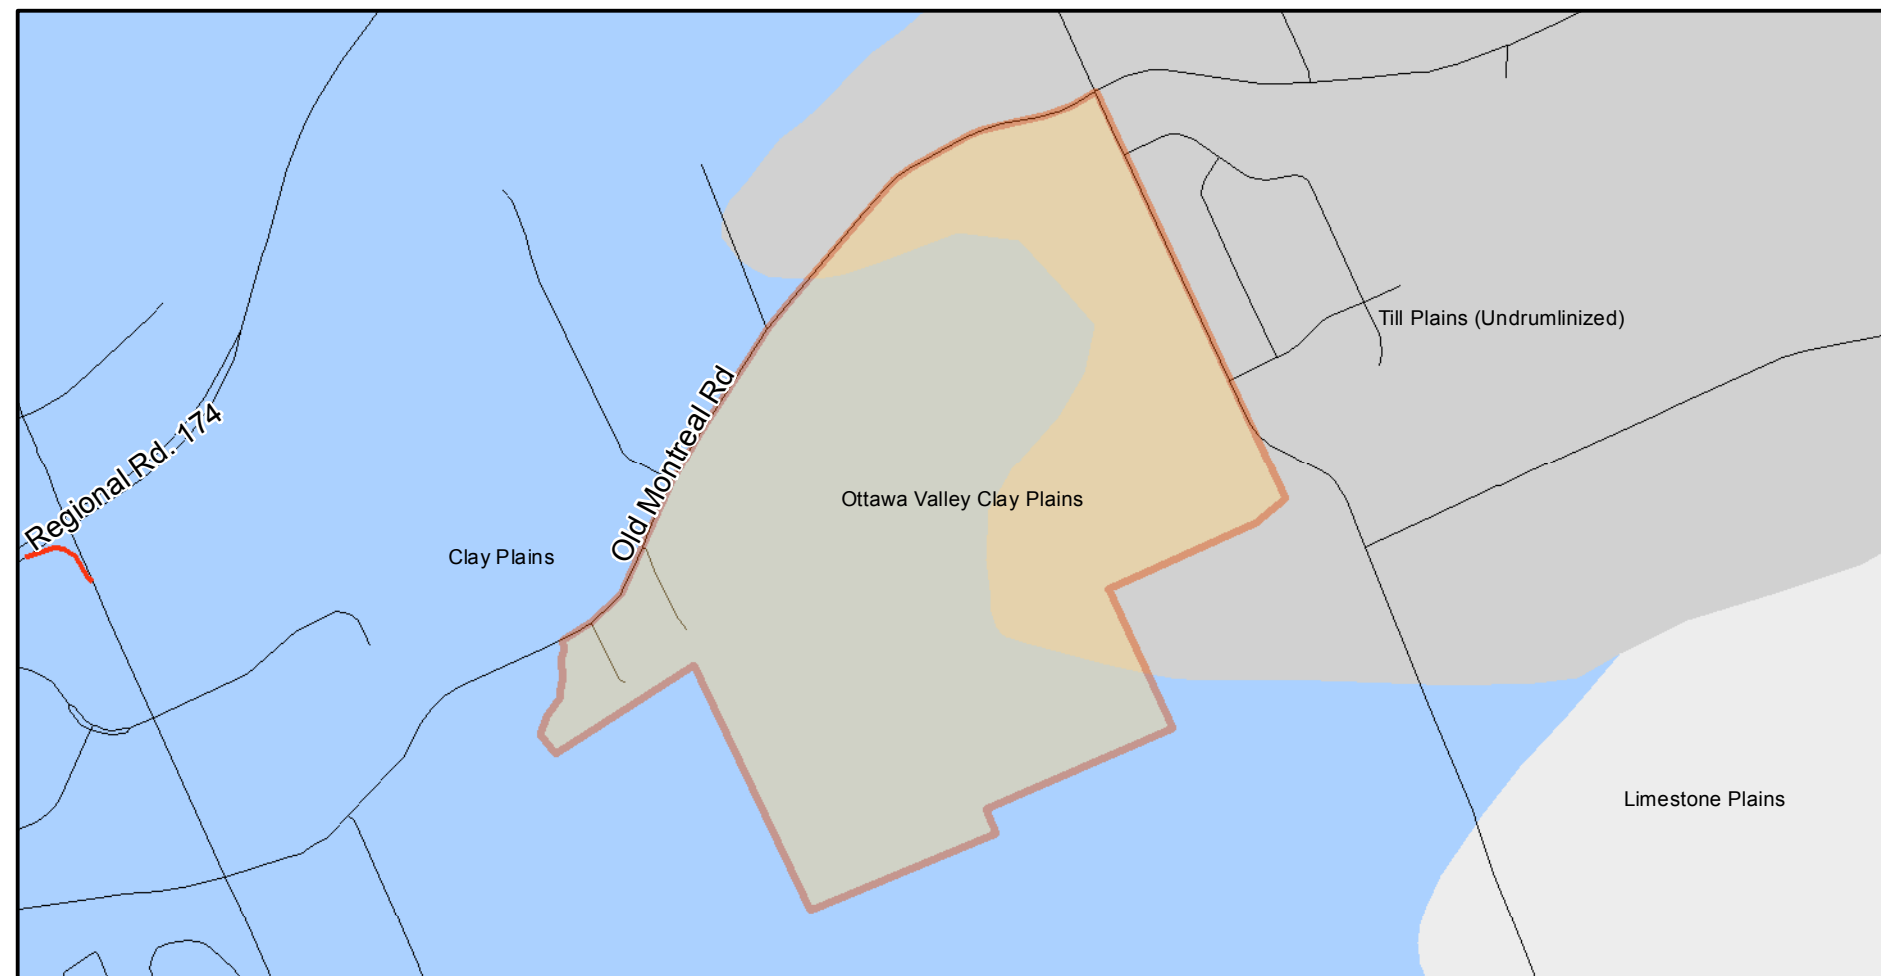 Till Plains (Undrumlinized)
Old Montreal Rd
Regional Rd. 174
Ottawa Valley Clay Plains
Clay Plains
Limestone Plains